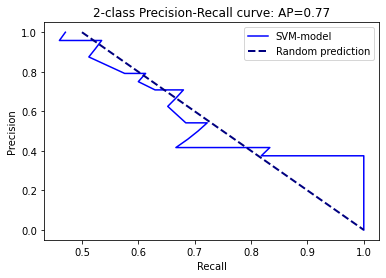 2-class Precision-Recall curve: AP=0.77
SVM-model
Random prediction
Precision
1.0
0.8
0.6
0.4
0.2
0.0
0.5
0.6
0.7
0.8
0.9
1.0
Recall